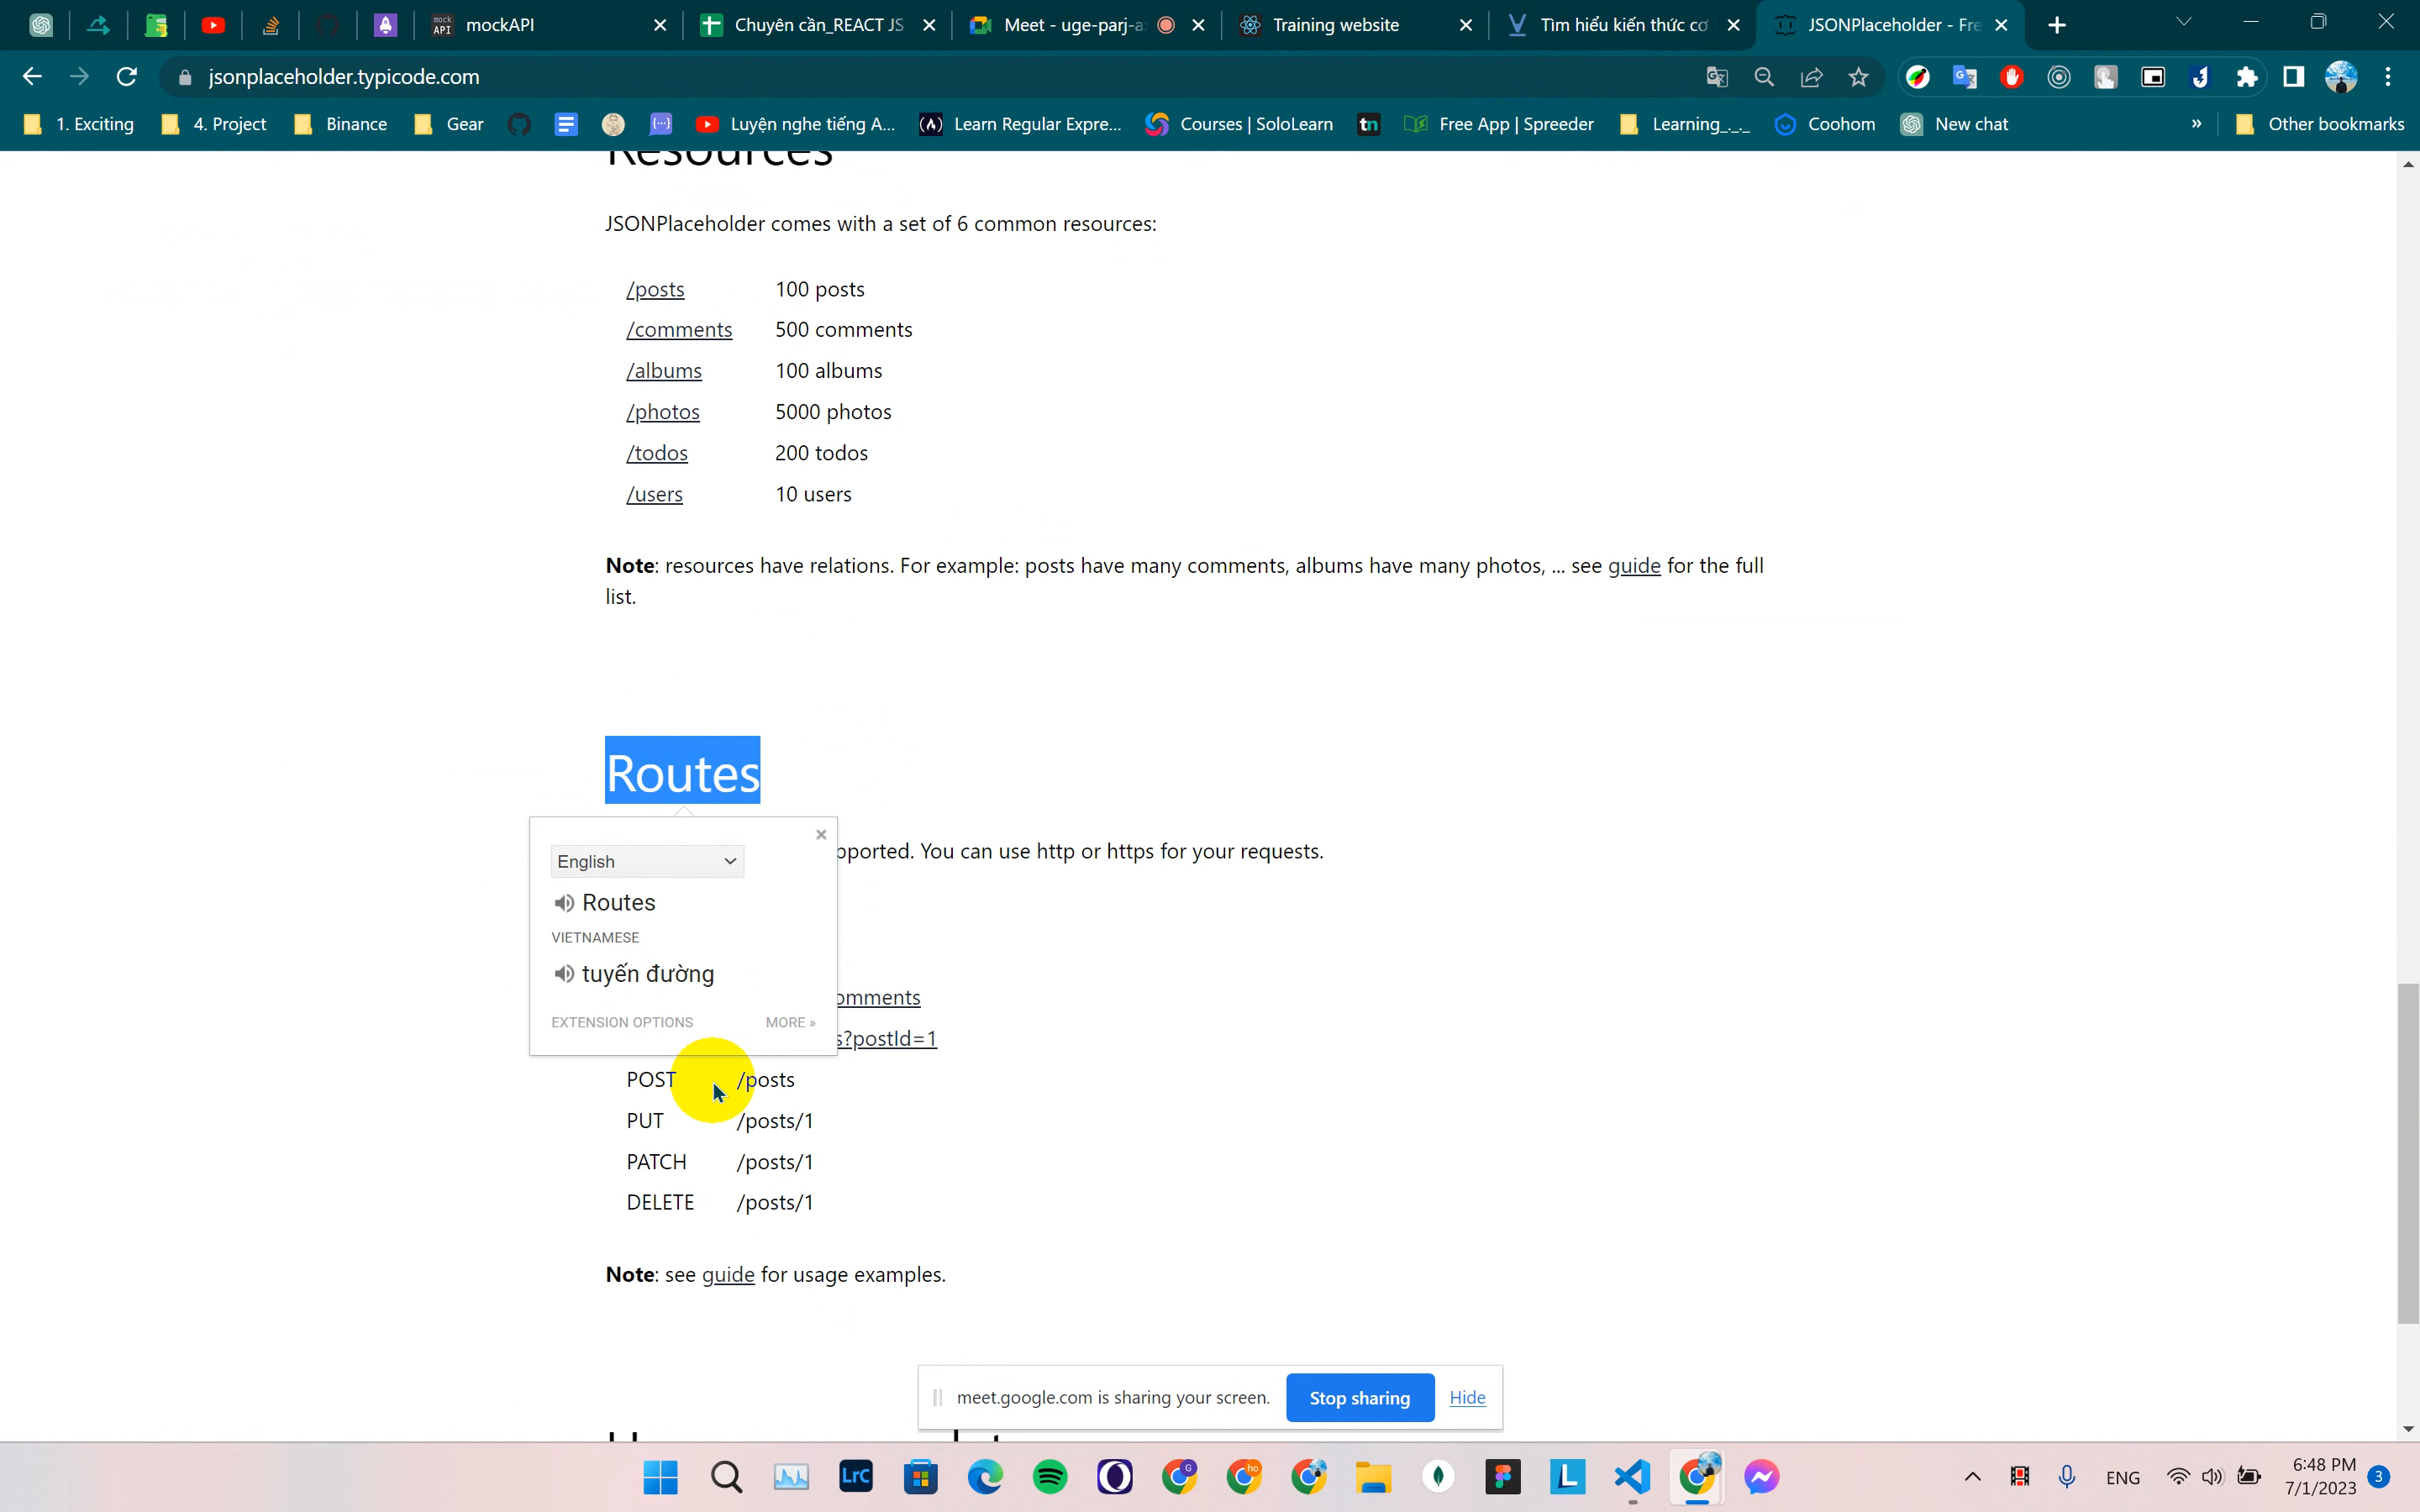 mockAPI
Chuyên cần_REACT JS
Meet - uge-parj-a
Training website
Tìm hiểu kiến thức cơ
JSONPlaceholder - Fre
jsonplaceholder.typicode.com
1. Exciting
4. Project
Binance
Gear
Luyện nghe tiếng A...
Learn Regular Expre...
Courses | SoloLearn
Free App | Spreeder
Learning_._._
Coohom
New chat
»
Other bookmarks
Resources
JSONPlaceholder comes with a set of 6 common resources:
/posts 100 posts
/comments 500 comments
/albums 100 albums
/photos 5000 photos
/todos 200 todos
/users 10 users
Note: resources have relations. For example: posts have many comments, albums have many photos, ... see guide for the full
list.
Routes
pported. You can use http or https for your requests.
English
Routes
VIETNAMESE
tuyến đường
EXTENSION OPTIONS MORE »
omments
s?postId=1
POST /posts
PUT /posts/1
PATCH /posts/1
DELETE /posts/1
Note: see guide for usage examples.
meet.google.com is sharing your screen. Stop sharing Hide
LrC
ENG
6:48 PM
7/1/2023
3